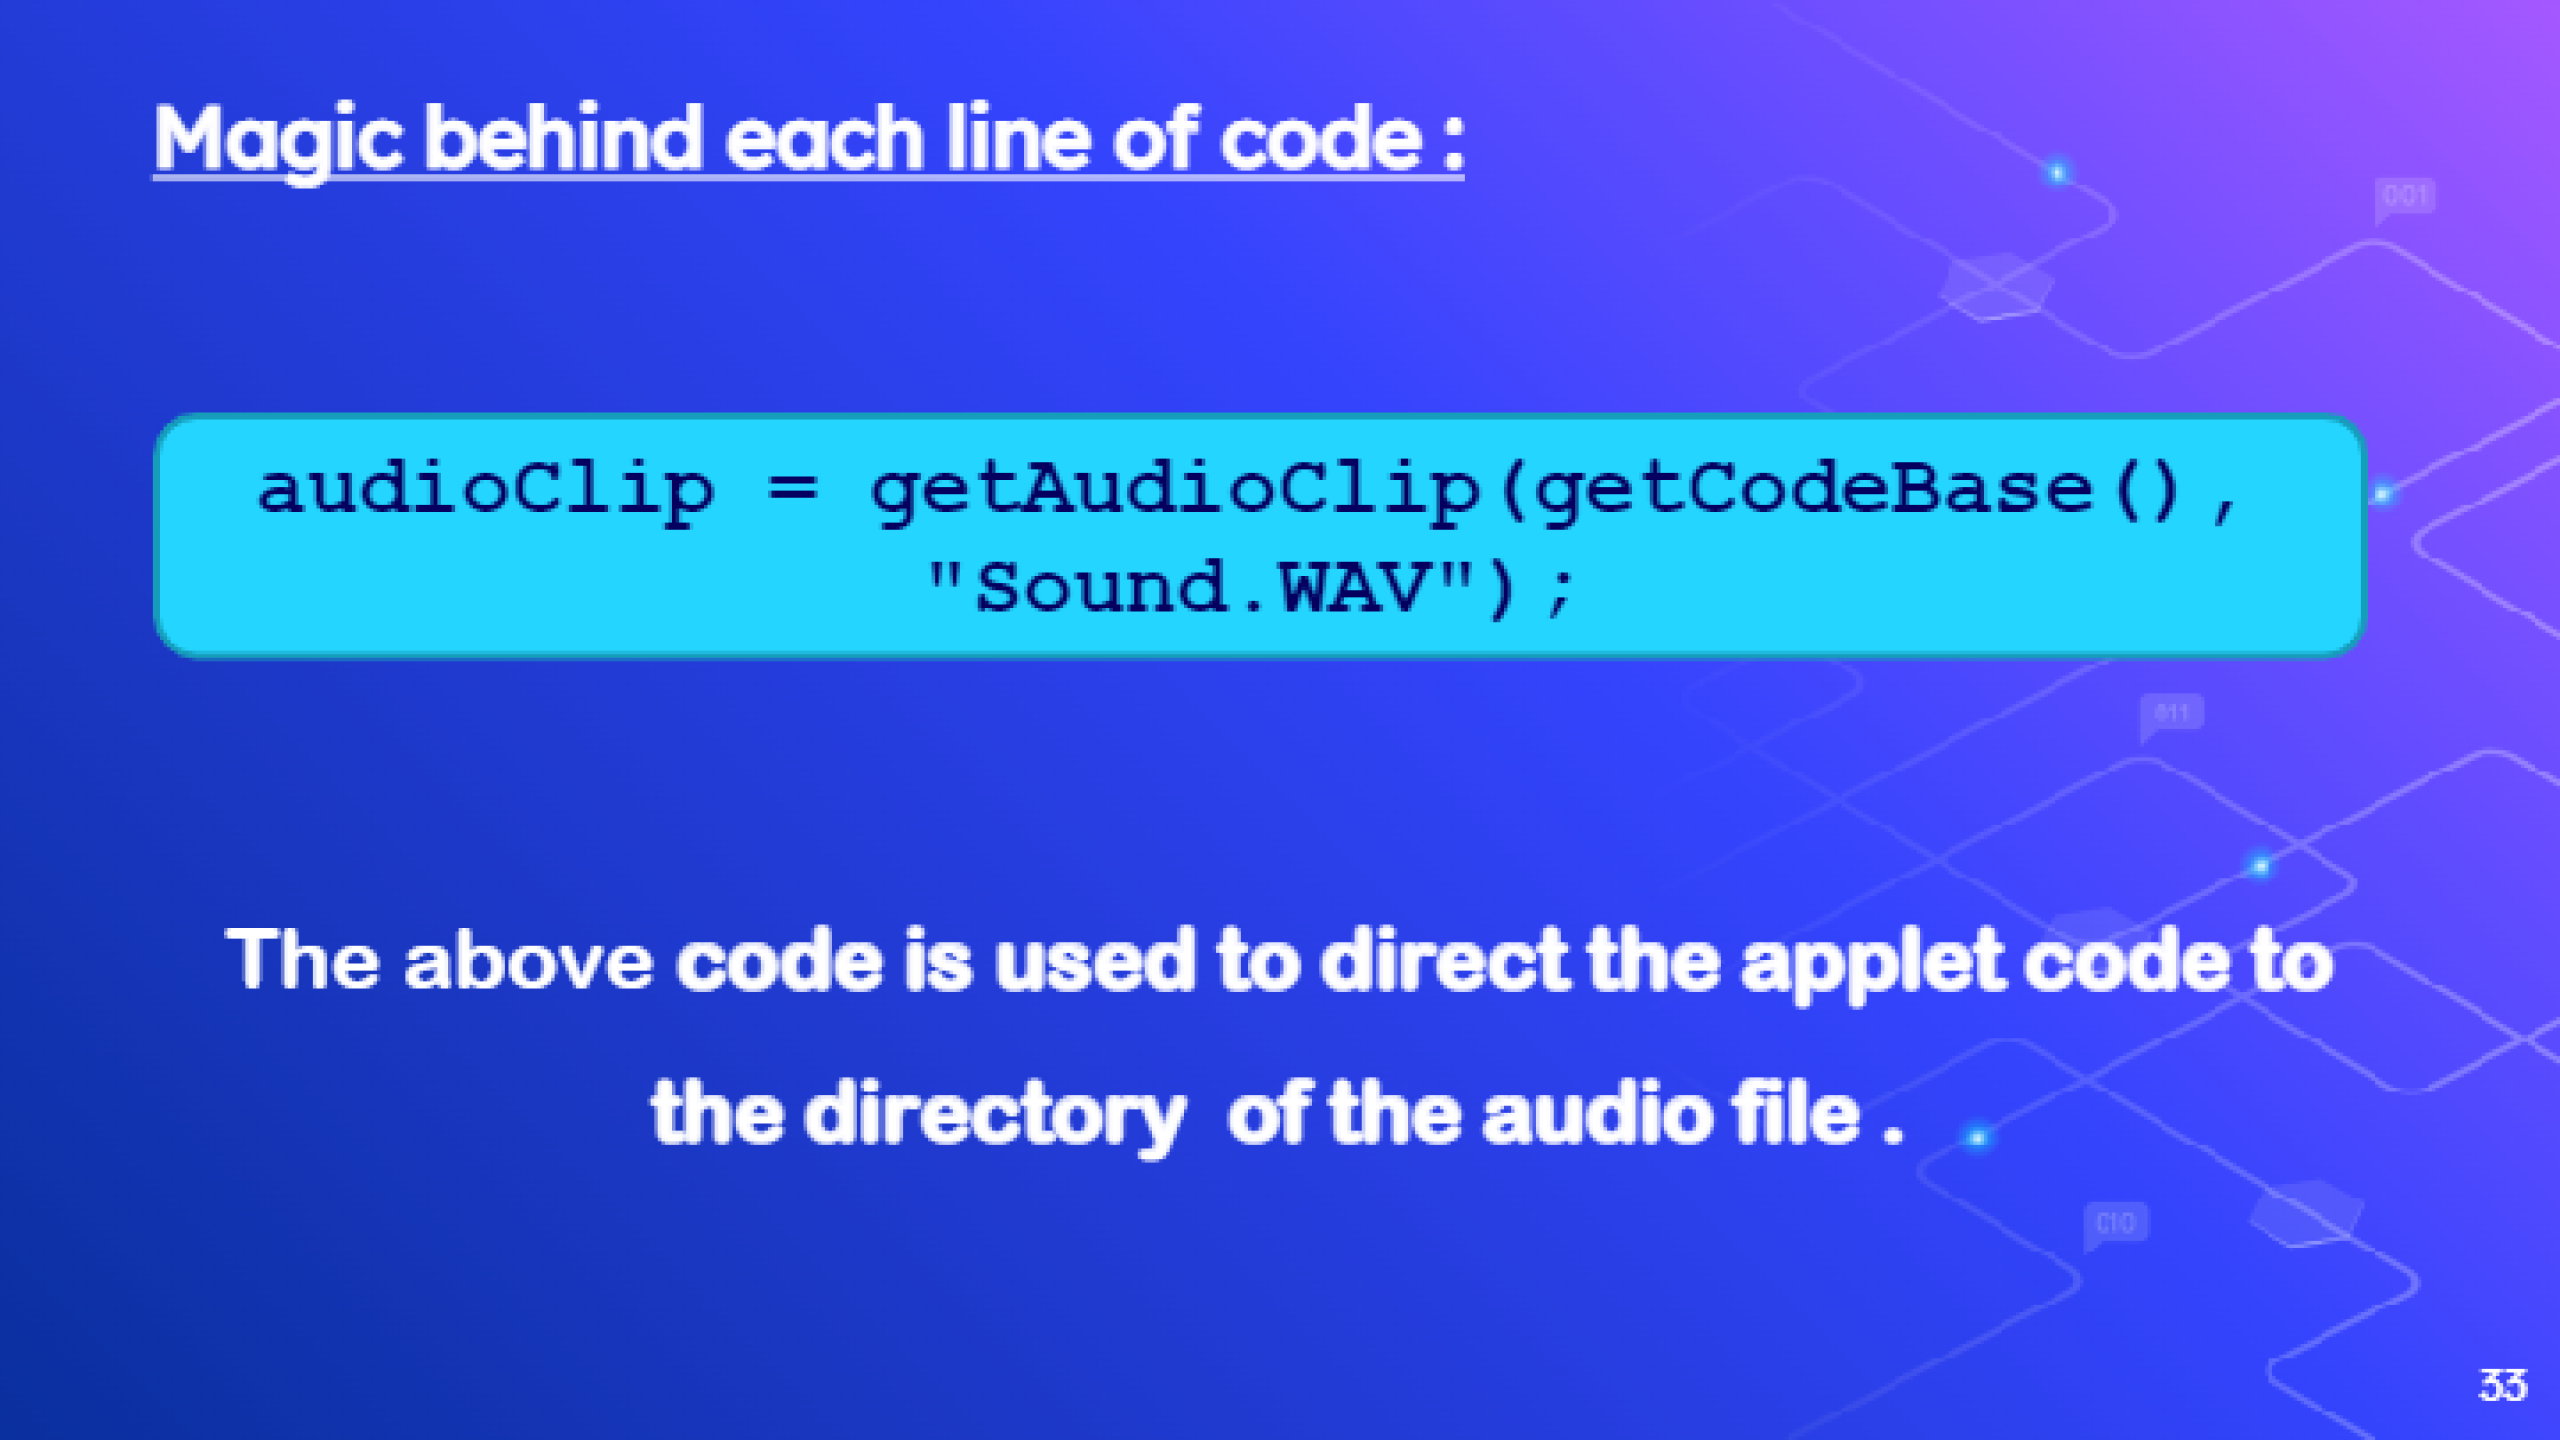 Magic behind each line of code :
001
audioClip = getAudioClip(getCodeBase(),
"Sound.WAV");
011
The above code is used to direct the applet code to
the directory  of the audio file .
010
33